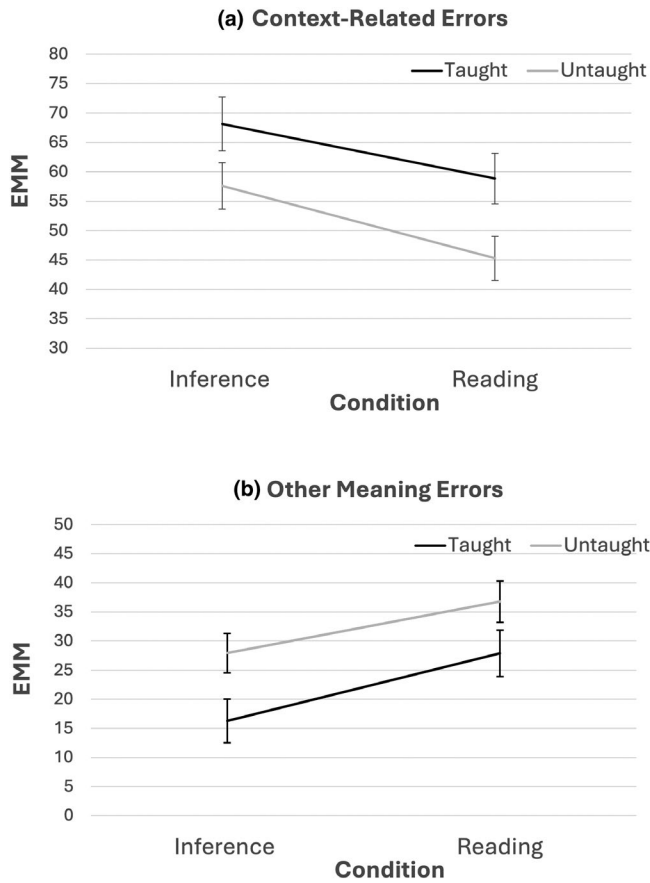 (a) Context-Related Errors
80
Taught Untaught
75
70
65
60
55
50
45
40
35
30
EMM
Inference Reading
Condition
(b) Other Meaning Errors
50
Taught Untaught
45
40
35
30
25
20
15
10
5
0
EMM
Inference Reading
Condition